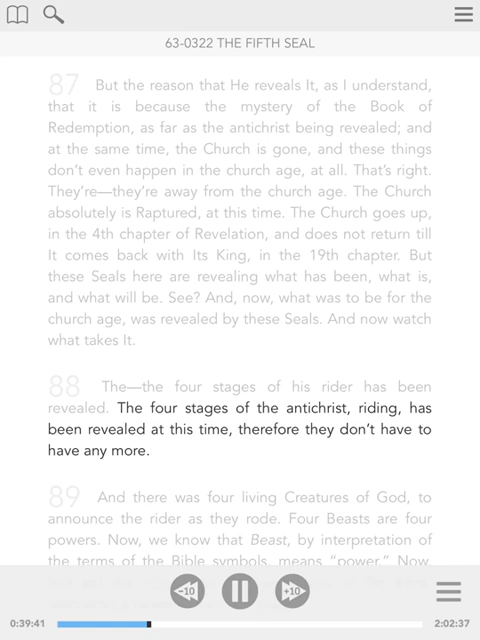 63-0322 THE FIFTH SEAL
87 But the reason that He reveals It, as I understand,
that it is because the mystery of the Book of
Redemption, as far as the antichrist being revealed; and
at the same time, the Church is gone, and these things
don't even happen in the church age, at all. That's right.
They're—they're away from the church age. The Church
absolutely is Raptured, at this time. The Church goes up,
in the 4th chapter of Revelation, and does not return till
It comes back with Its King, in the 19th chapter. But
these Seals here are revealing what has been, what is,
and what will be. See? And, now, what was to be for the
church age, was revealed by these Seals. And now watch
what takes It.
88 The—the four stages of his rider has been
revealed. The four stages of the antichrist, riding, has
been revealed at this time, therefore they don't have to
have any more.
89 And there was four living Creatures of God, to
announce the rider as they rode. Four Beasts are four
powers. Now, we know that Beast, by interpretation of
the terms of the Bible symbols, means "power." Now,
-10
+10
0:39:41
2:02:37